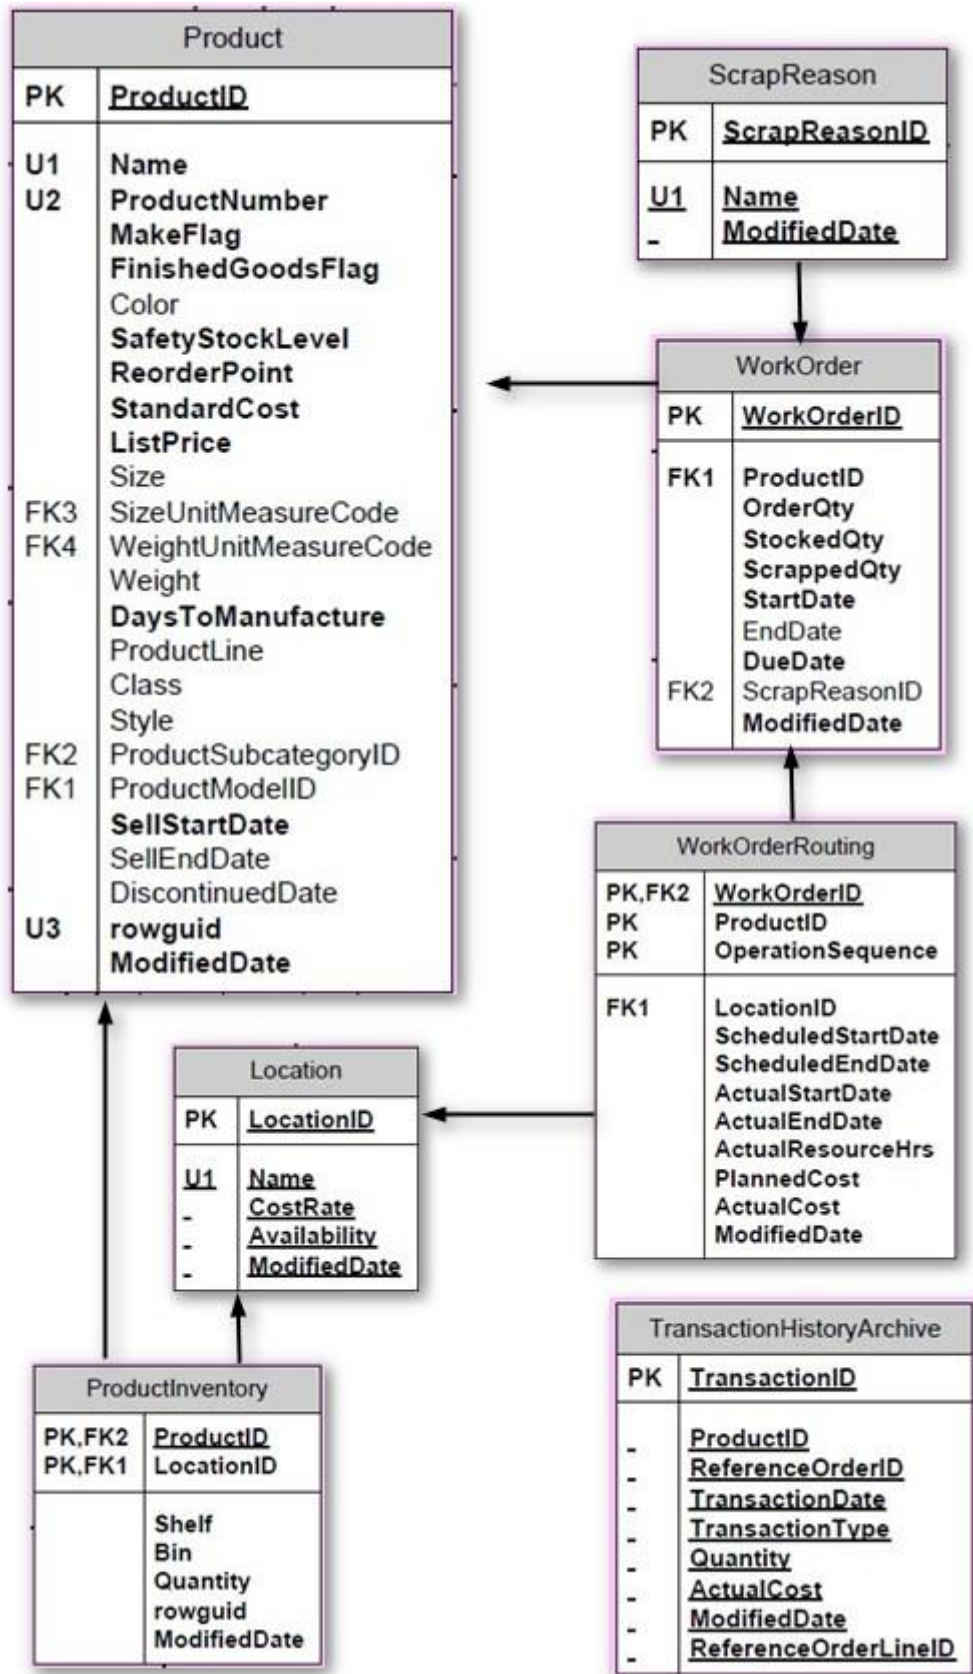 Product
PK ProductID
U1 Name
U2 ProductNumber
MakeFlag
FinishedGoodsFlag
Color
SafetyStockLevel
ReorderPoint
StandardCost
ListPrice
Size
FK3 SizeUnitMeasureCode
FK4 WeightUnitMeasureCode
Weight
DaysToManufacture
ProductLine
Class
Style
FK2 ProductSubcategoryID
FK1 ProductModelID
SellStartDate
SellEndDate
DiscontinuedDate
U3 rowguid
ModifiedDate
ScrapReason
PK ScrapReasonID
U1 Name
- ModifiedDate
WorkOrder
PK WorkOrderID
FK1 ProductID
OrderQty
StockedQty
ScrappedQty
StartDate
EndDate
DueDate
FK2 ScrapReasonID
ModifiedDate
WorkOrderRouting
PK,FK2 WorkOrderID
PK ProductID
PK OperationSequence
FK1 LocationID
ScheduledStartDate
ScheduledEndDate
ActualStartDate
ActualEndDate
ActualResourceHrs
PlannedCost
ActualCost
ModifiedDate
Location
PK LocationID
U1 Name
- CostRate
- Availability
- ModifiedDate
ProductInventory
PK,FK2 ProductID
PK,FK1 LocationID
Shelf
Bin
Quantity
rowguid
ModifiedDate
TransactionHistoryArchive
PK TransactionID
- ProductID
- ReferenceOrderID
- TransactionDate
- TransactionType
- Quantity
- ActualCost
- ModifiedDate
- ReferenceOrderLineID